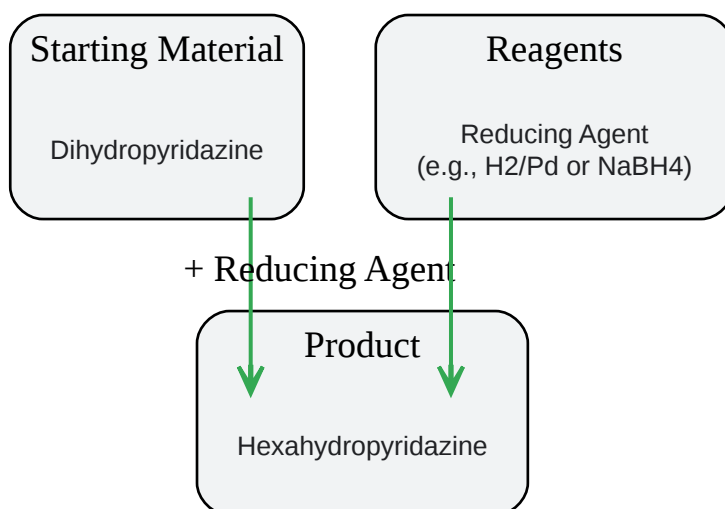 Starting Material
Dihydropyridazine
Reagents
Reducing Agent
(e.g., H2/Pd or NaBH4)
+ Reducing Agent
Product
Hexahydropyridazine